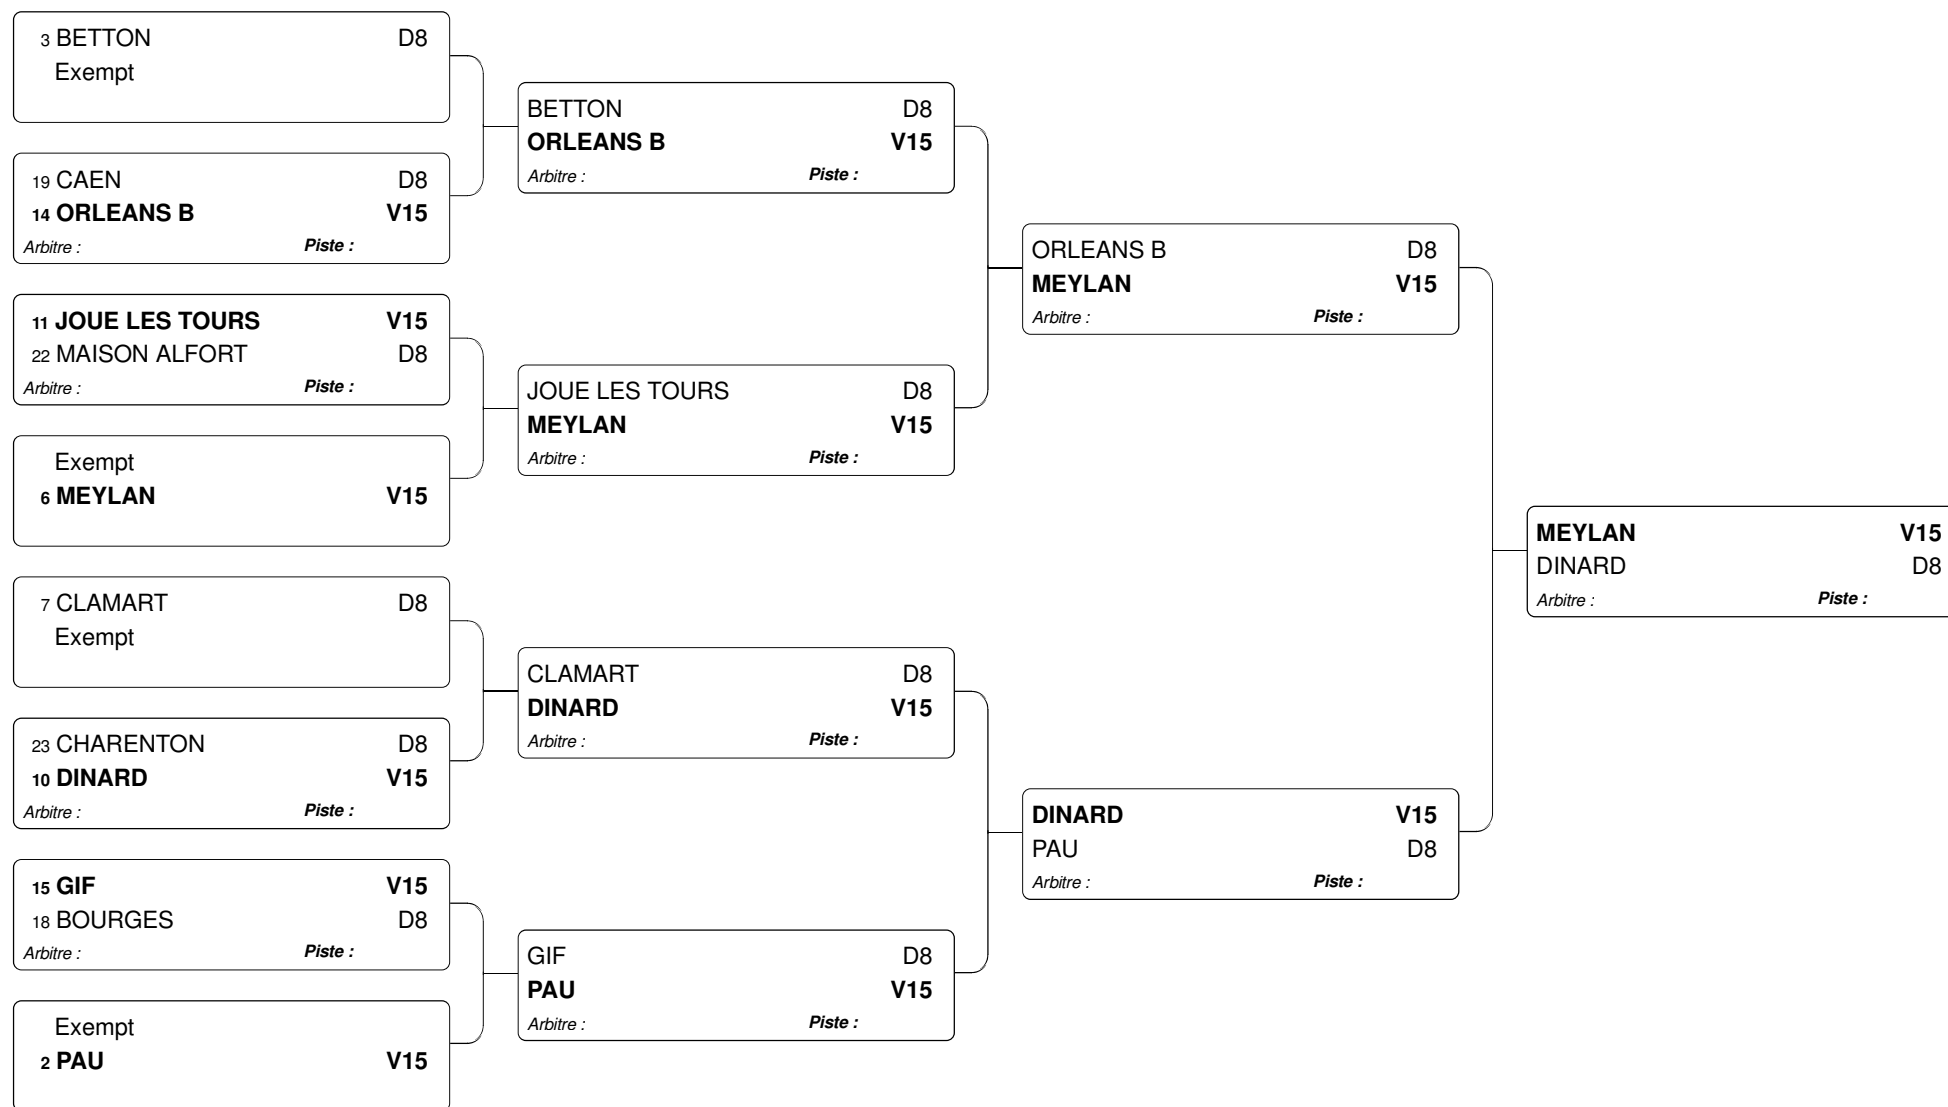 3 BETTON D8
Exempt
19 CAEN D8
14 ORLEANS B V15
Arbitre : Piste :
11 JOUE LES TOURS V15
22 MAISON ALFORT D8
Arbitre : Piste :
Exempt
6 MEYLAN V15
7 CLAMART D8
Exempt
23 CHARENTON D8
10 DINARD V15
Arbitre : Piste :
15 GIF V15
18 BOURGES D8
Arbitre : Piste :
Exempt
2 PAU V15
BETTON D8
ORLEANS B V15
Arbitre : Piste :
JOUE LES TOURS D8
MEYLAN V15
Arbitre : Piste :
CLAMART D8
DINARD V15
Arbitre : Piste :
GIF D8
PAU V15
Arbitre : Piste :
ORLEANS B D8
MEYLAN V15
Arbitre : Piste :
DINARD V15
PAU D8
Arbitre : Piste :
MEYLAN V15
DINARD D8
Arbitre : Piste :